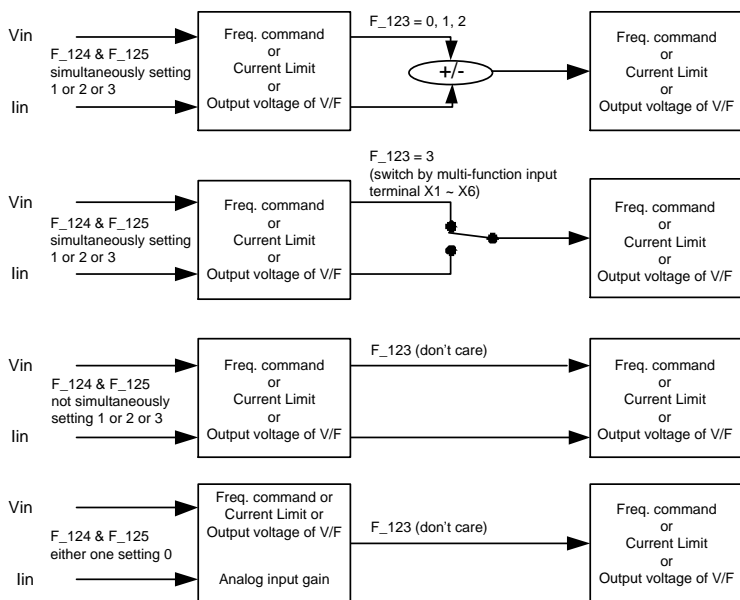 Vin
F_124 & F_125
simultaneously setting
1 or 2 or 3
Iin
Freq. command
or
Current Limit
or
Output voltage of V/F
F_123 = 0, 1, 2
+/-
Freq. command
or
Current Limit
or
Output voltage of V/F
Vin
F_124 & F_125
simultaneously setting
1 or 2 or 3
Iin
Freq. command
or
Current Limit
or
Output voltage of V/F
F_123 = 3
(switch by multi-function input
terminal X1 ~ X6)
Freq. command
or
Current Limit
or
Output voltage of V/F
Vin
F_124 & F_125
not simultaneously
setting 1 or 2 or 3
Iin
Freq. command
or
Current Limit
or
Output voltage of V/F
F_123 (don't care)
Freq. command
or
Current Limit
or
Output voltage of V/F
Vin
F_124 & F_125
either one setting 0
Iin
Freq. command or
Current Limit or
Output voltage of V/F
Analog input gain
F_123 (don't care)
Freq. command
or
Current Limit
or
Output voltage of V/F